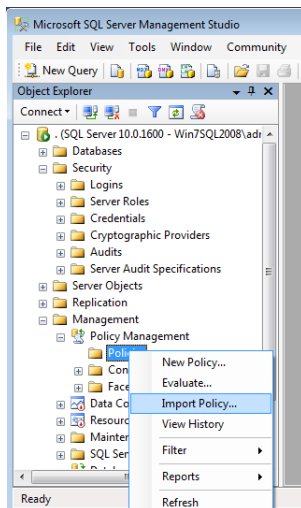 Microsoft SQL Server Management Studio
File Edit View Tools Window Community
New Query
Object Explorer
Connect
. (SQL Server 10.0.1600 - Win7SQL2008\adr
Databases
Security
Logins
Server Roles
Credentials
Cryptographic Providers
Audits
Server Audit Specifications
Server Objects
Replication
Management
Policy Management
Polic
New Policy...
Con
Evaluate...
Face
Import Policy...
Data Co
View History
Resourc
Mainter
Filter
SQL Ser
Reports
Ready
Refresh